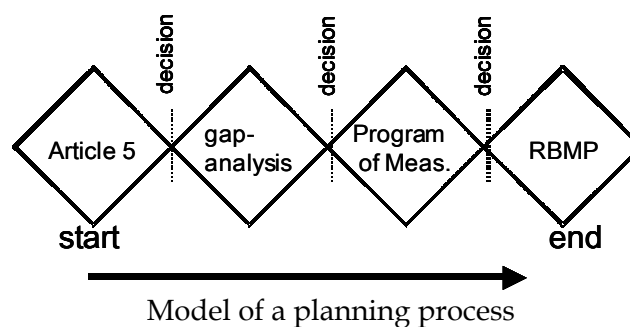 decision
decision
decision
Article 5
gap-
analysis
Program
of Meas.
RBMP
start
end
Model of a planning process